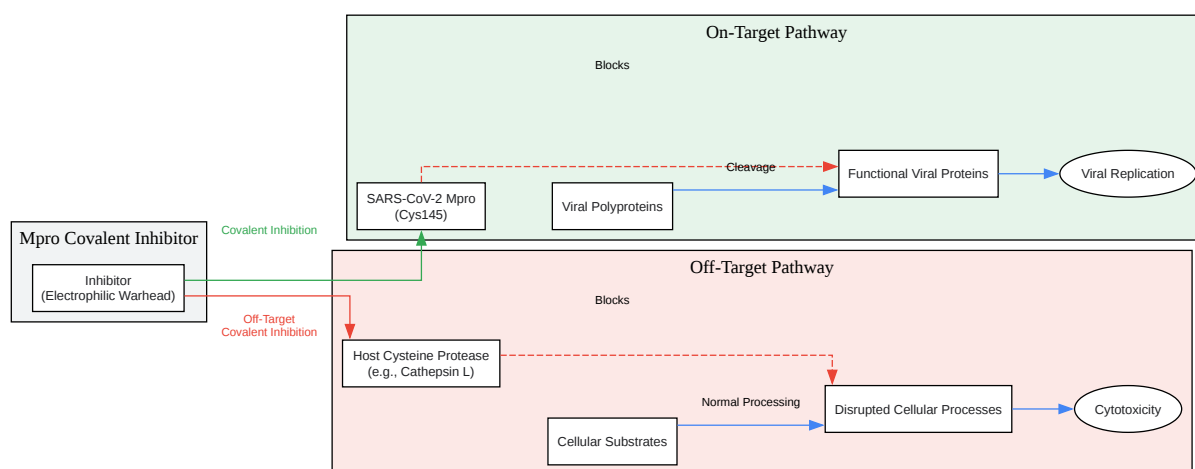 On-Target Pathway
Blocks
Cleavage
Functional Viral Proteins
Viral Replication
SARS-CoV-2 Mpro
(Cys145)
Viral Polyproteins
Mpro Covalent Inhibitor
Covalent Inhibition
Inhibitor
(Electrophilic Warhead)
Off-Target
Covalent Inhibition
Off-Target Pathway
Blocks
Host Cysteine Protease
(e.g., Cathepsin L)
Normal Processing
Disrupted Cellular Processes
Cytotoxicity
Cellular Substrates